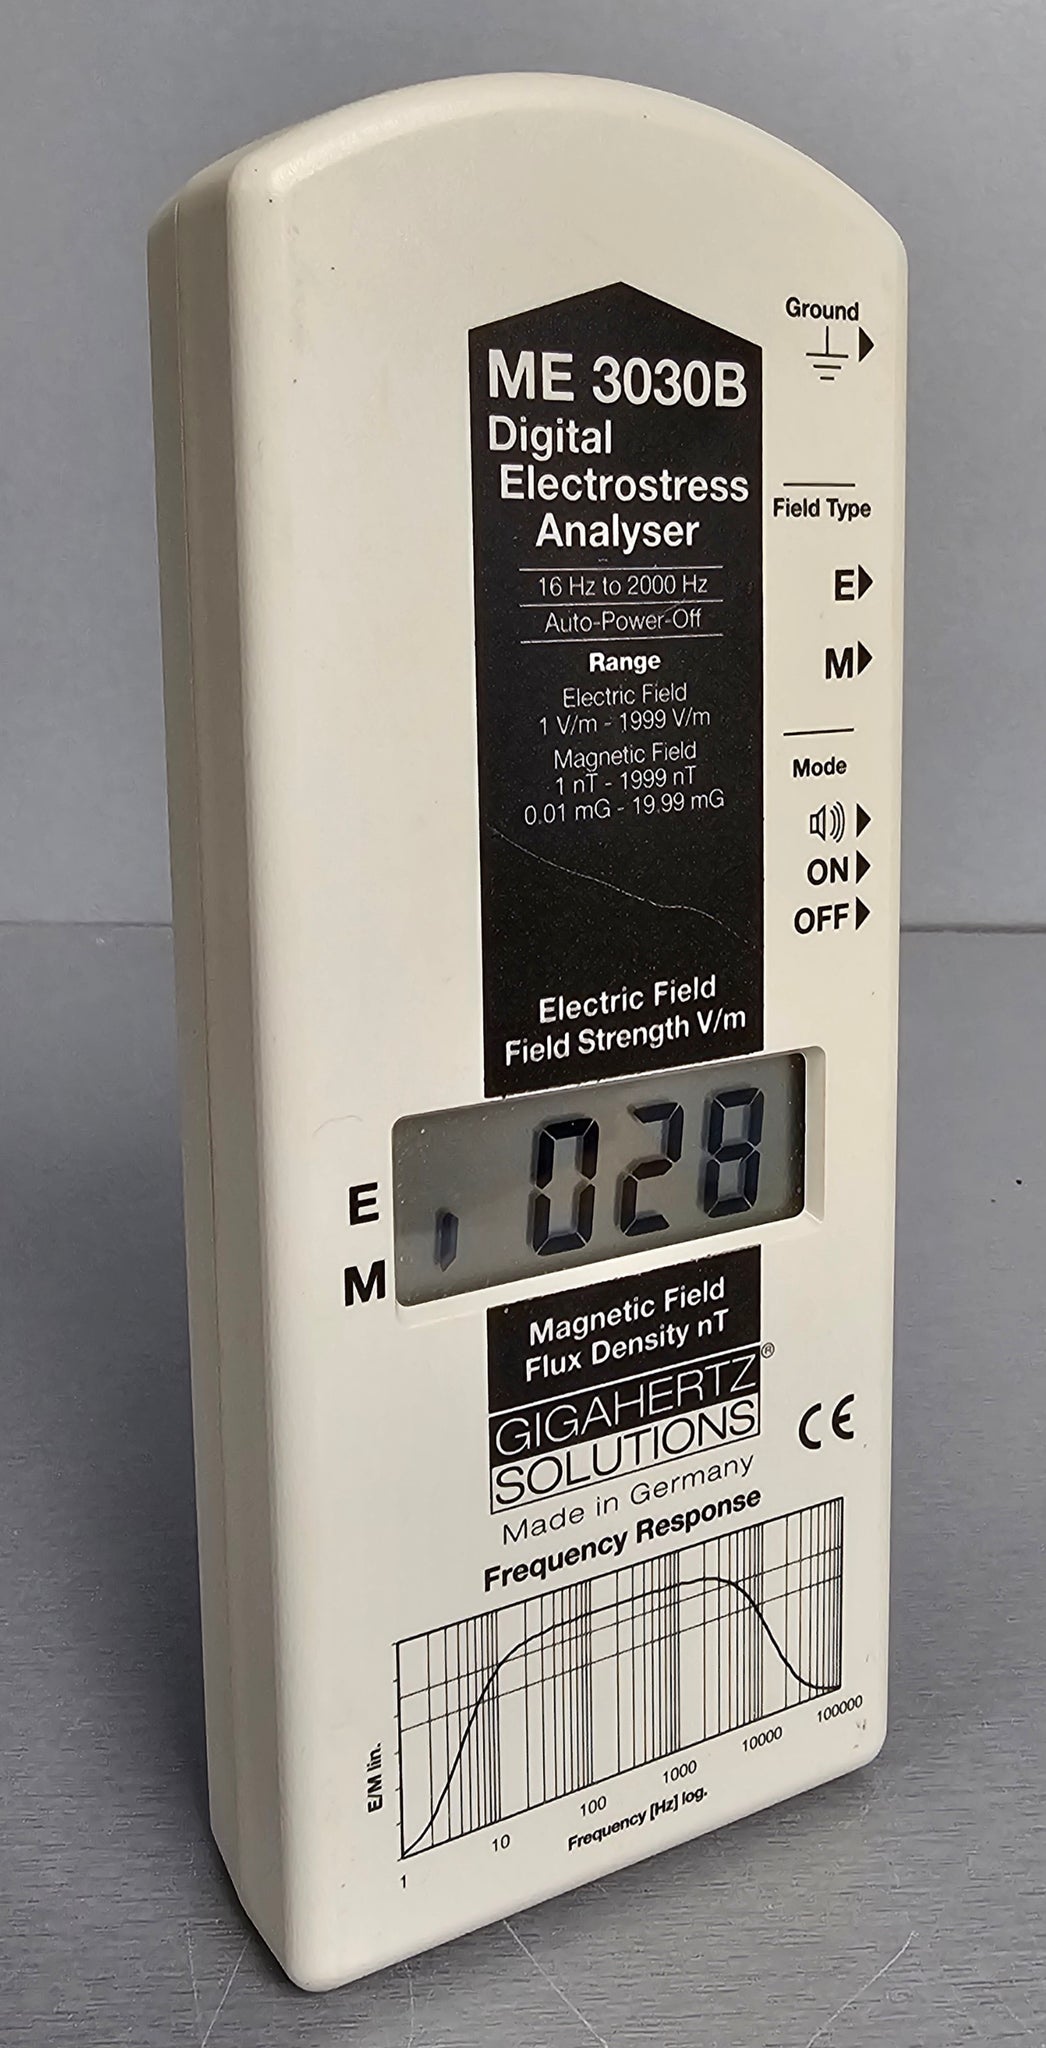 Ground
ME 3030B
Digital
Electrostress
Analyser
16 Hz to 2000 Hz
Auto-Power-Off
Range
Electric Field
1 V/m - 1999 V/m
Magnetic Field
1 nT - 1999 nT
0.01 mG - 19.99 mG
Field Type
E
M
Mode
ON
OFF
Electric Field
Field Strength V/m
028
E
M
Magnetic Field
Flux Density nT
GIGAHERTZ®
SOLUTIONS
CE
Made in Germany
Frequency Response
E/M lin.
1
10
100
1000
10000
100000
Frequency [Hz] log.